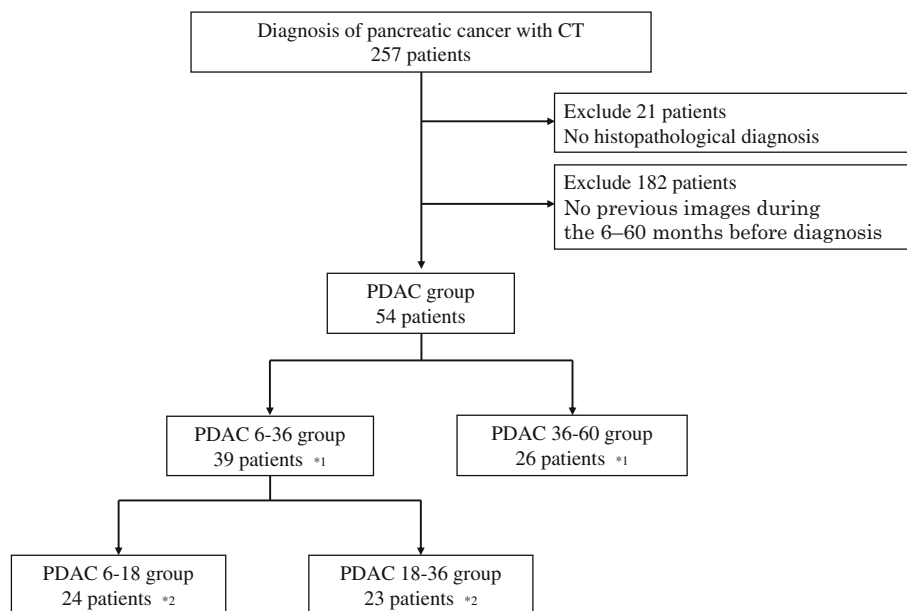 Diagnosis of pancreatic cancer with CT
257 patients
Exclude 21 patients
No histopathological diagnosis
Exclude 182 patients
No previous images during
the 6–60 months before diagnosis
PDAC group
54 patients
PDAC 6-36 group
39 patients *1
PDAC 36-60 group
26 patients *1
PDAC 6-18 group
24 patients *2
PDAC 18-36 group
23 patients *2